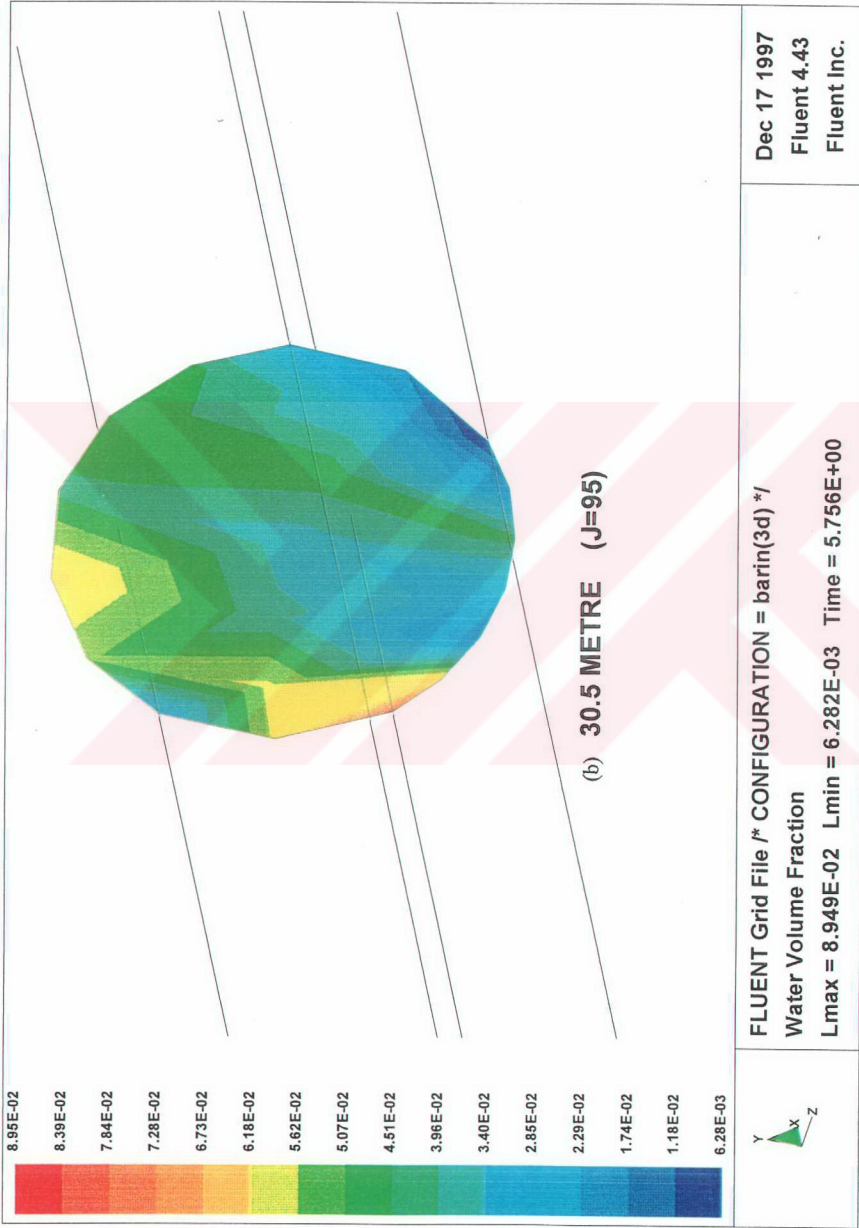 8.95E-02
8.39E-02
7.84E-02
7.28E-02
6.73E-02
6.18E-02
5.62E-02
5.07E-02
4.51E-02
3.96E-02
3.40E-02
2.85E-02
2.29E-02
1.74E-02
1.18E-02
6.28E-03
(b) 30.5 METRE (J=95)
Y
X
Z
FLUENT Grid File /* CONFIGURATION = barin(3d) */
Water Volume Fraction
Lmax = 8.949E-02 Lmin = 6.282E-03 Time = 5.756E+00
Dec 17 1997
Fluent 4.43
Fluent Inc.